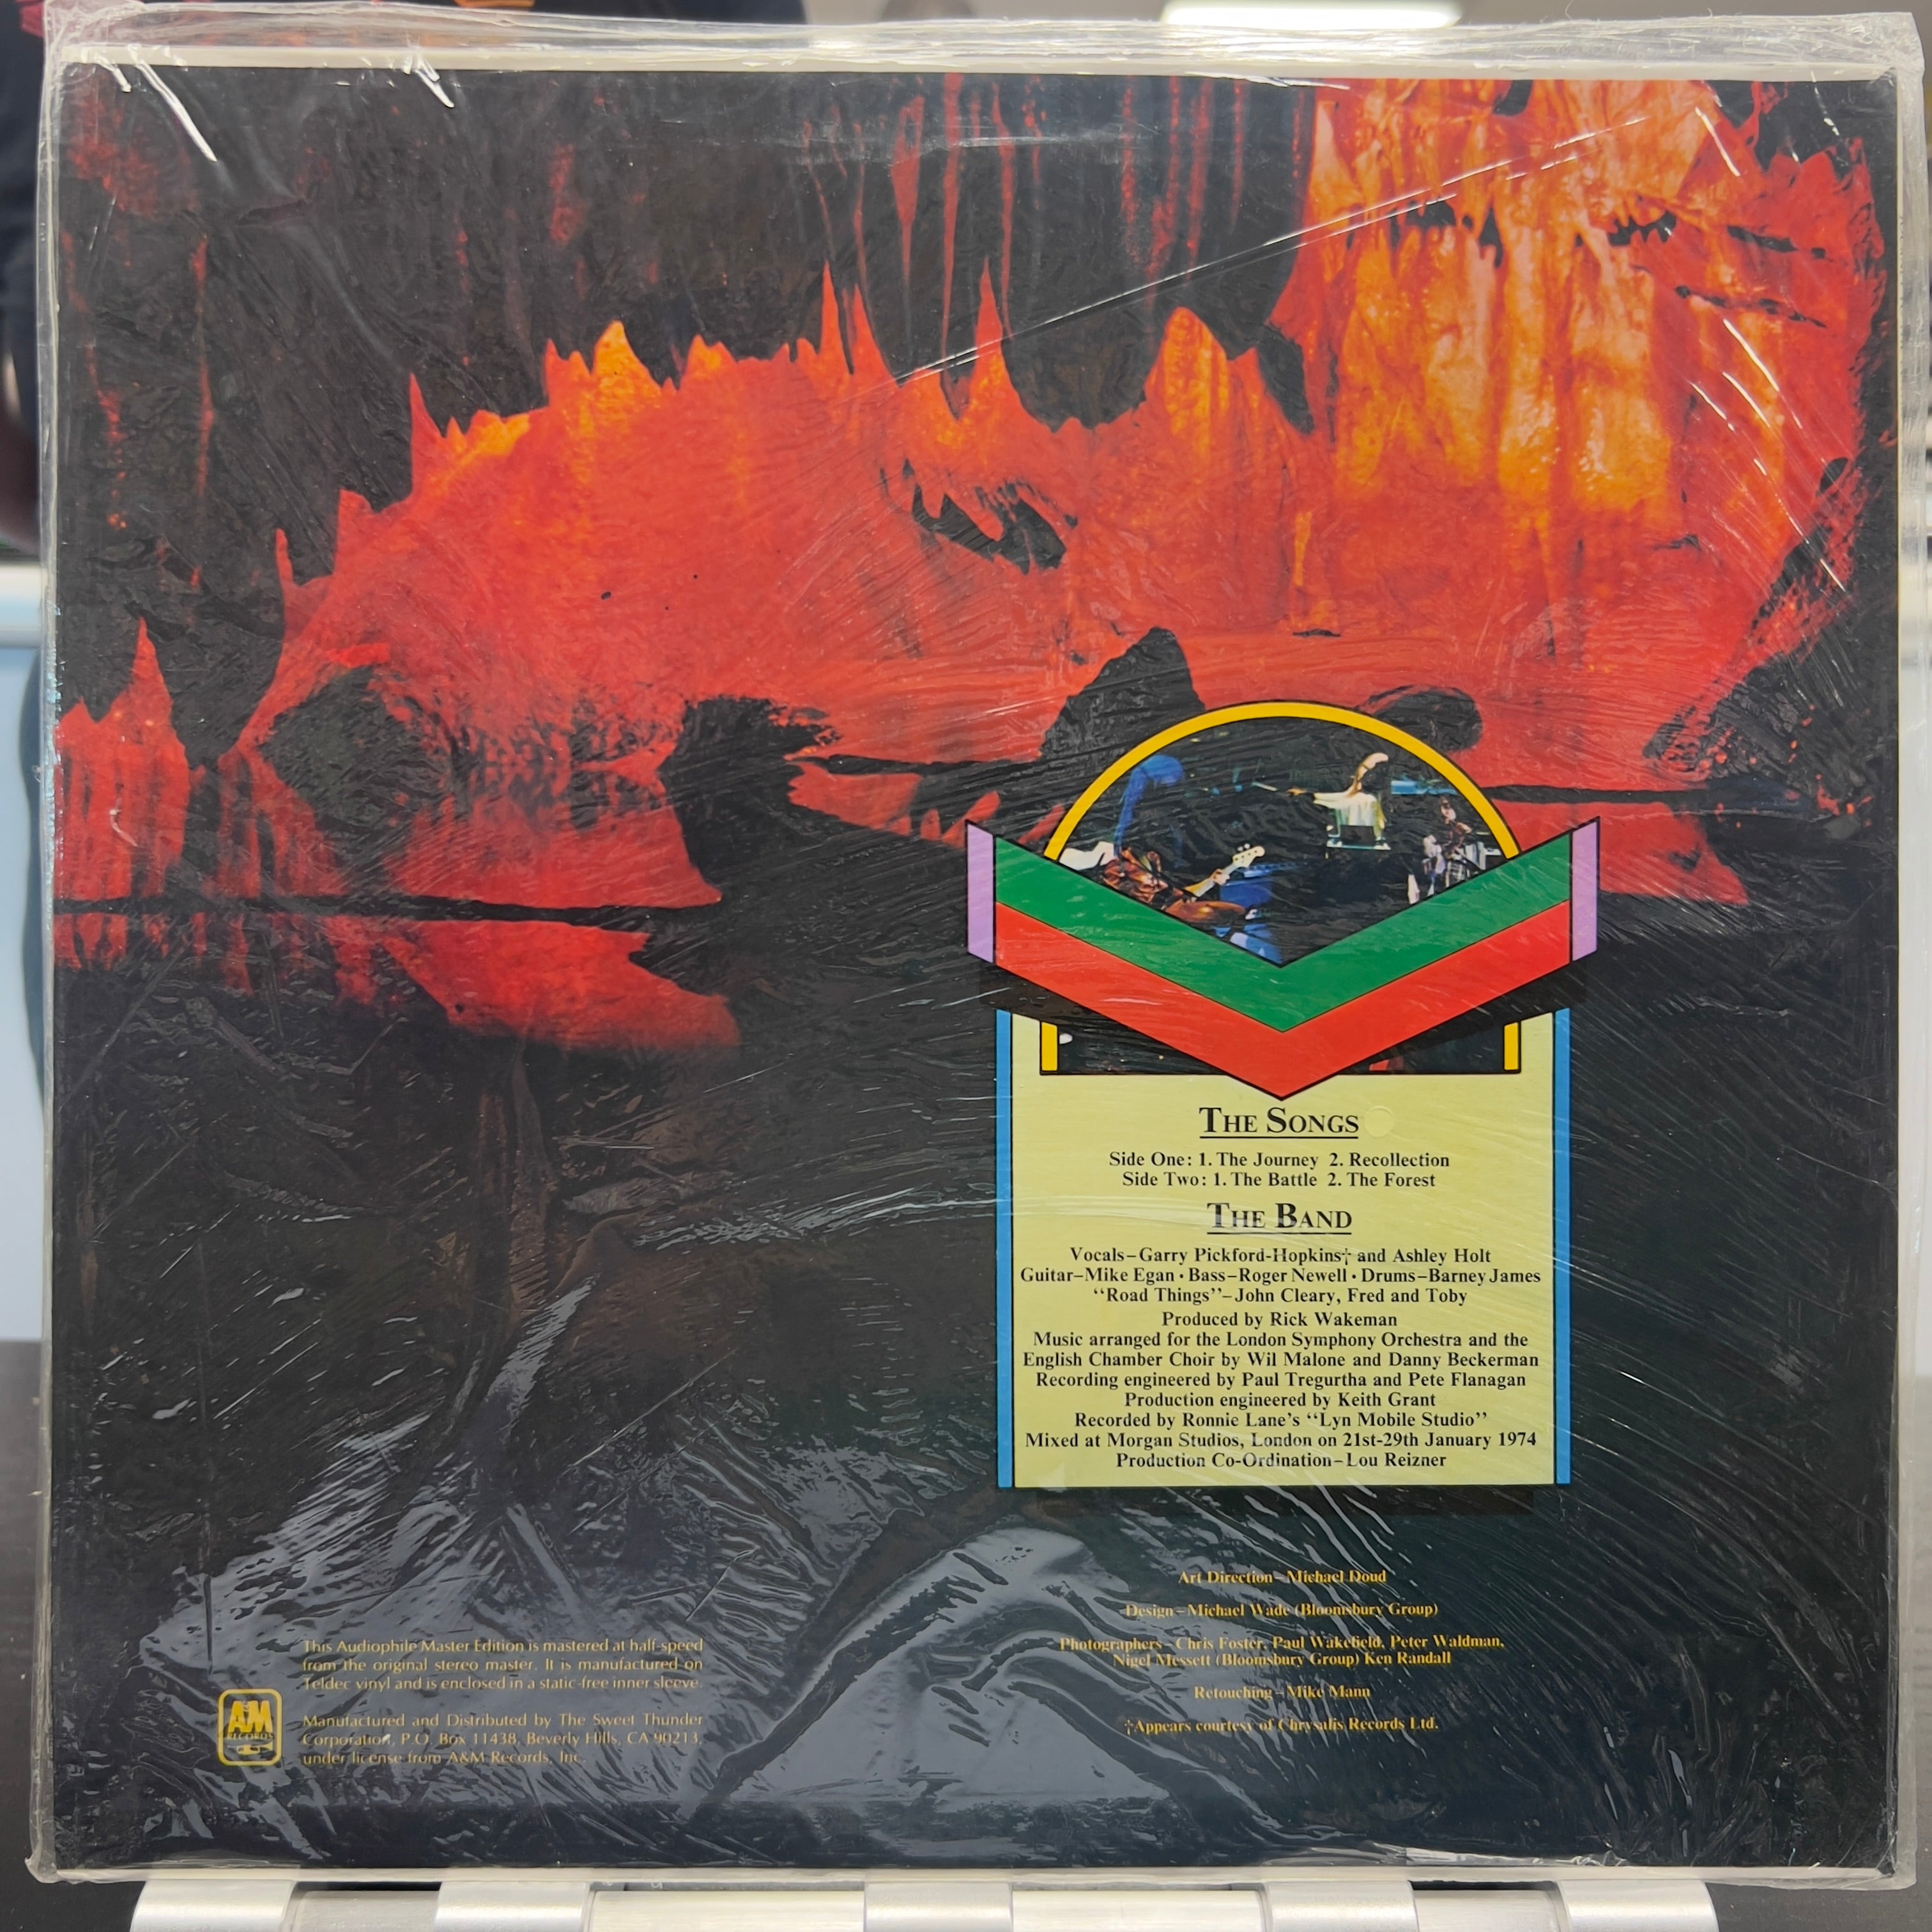 THE SONGS
Side One: 1. The Journey 2. Recollection
Side Two: 1. The Battle 2. The Forest
THE BAND
Vocals–Garry Pickford-Hopkins† and Ashley Holt
Guitar–Mike Egan • Bass–Roger Newell • Drums–Barney James
“Road Things”–John Cleary, Fred and Toby
Produced by Rick Wakeman
Music arranged for the London Symphony Orchestra and the
English Chamber Choir by Wil Malone and Danny Beckerman
Recording engineered by Paul Tregurtha and Pete Flanagan
Production engineered by Keith Grant
Recorded by Ronnie Lane's “Lyn Mobile Studio”
Mixed at Morgan Studios, London on 21st-29th January 1974
Production Co-Ordination–Lou Reizner
Art Direction–Michael Doud
Design–Michael Wade (Bloomsbury Group)
Photographers–Chris Foster, Paul Wakefield, Peter Waldman,
Nigel Messett (Bloomsbury Group) Ken Randall
Retouching–Mike Mann
†Appears courtesy of Chrysalis Records Ltd.
This Audiophile Master Edition is mastered at half-speed
from the original stereo master. It is manufactured on
Teldec vinyl and is enclosed in a static-free inner sleeve.
Manufactured and Distributed by The Sweet Thunder
Corporation, P.O. Box 11438, Beverly Hills, CA 90213,
under license from A&M Records, Inc.
AM
RECORDS